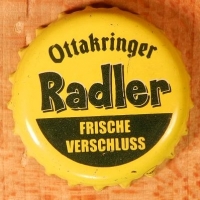 Ottakringer
Radler
FRISCHE
VERSCHLUSS